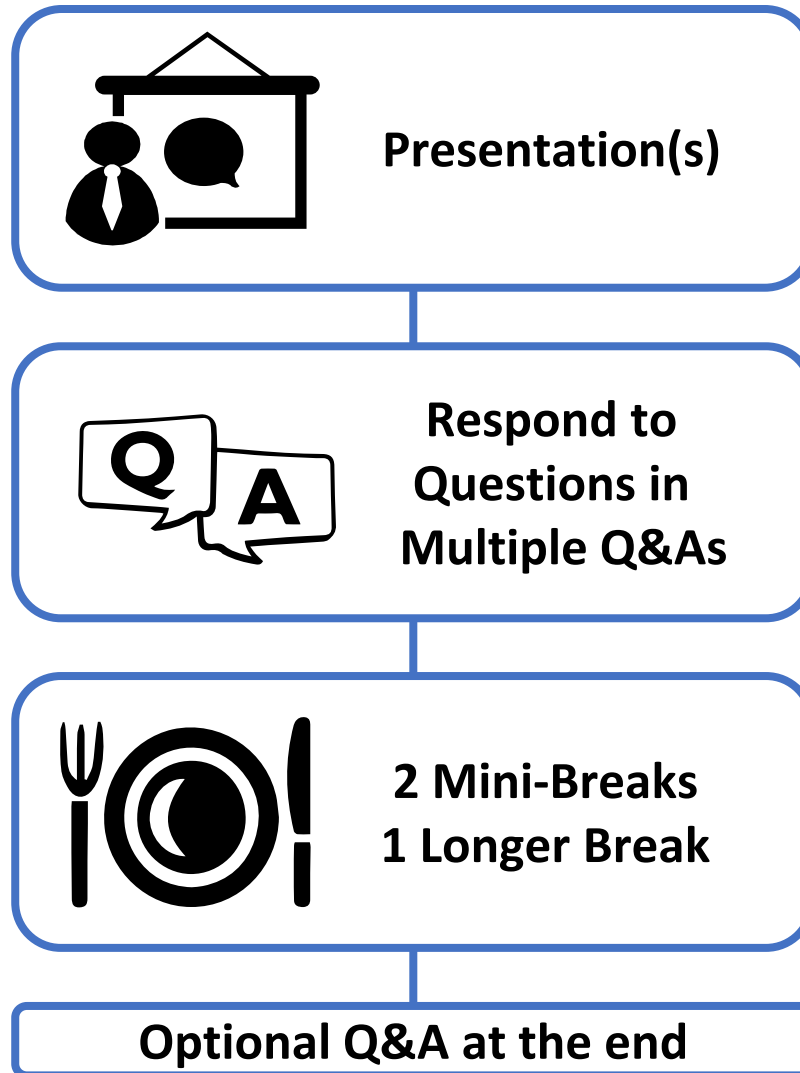 Presentation(s)
Q
A
Respond to
Questions in
Multiple Q&As
2 Mini-Breaks
1 Longer Break
Optional Q&A at the end